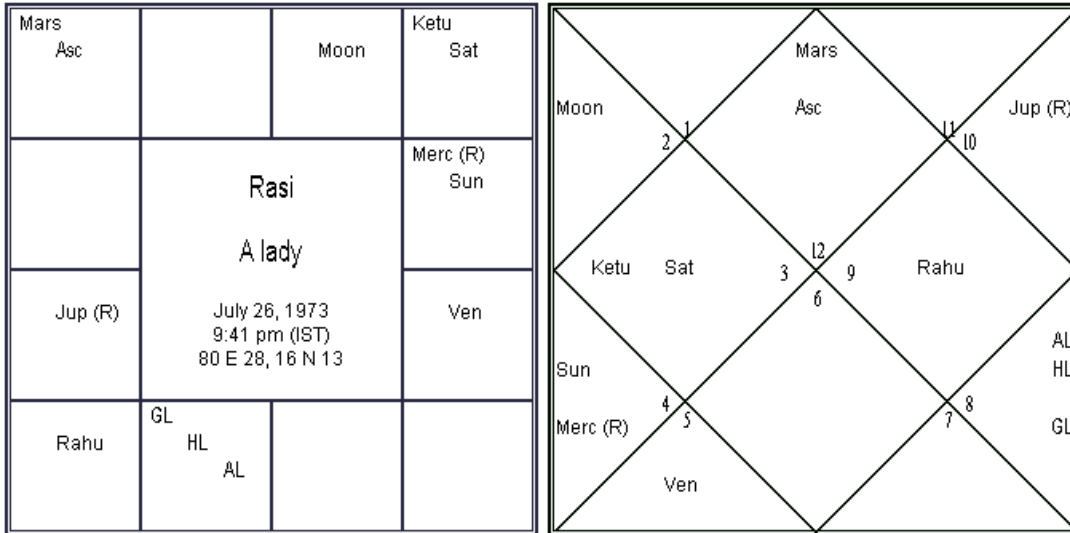 Mars
Asc
Moon
Ketu
Sat
Merc (R)
Sun
Rasi
A lady
July 26, 1973
9:41 pm (IST)
80 E 28, 16 N 13
Jup (R)
Ven
Rahu
GL
HL
AL
Mars
Moon
Asc
Jup (R)
1
11
2
10
12
Ketu Sat
3
9
Rahu
6
AL
Sun
HL
4
8
5
7
Merc (R)
GL
Ven